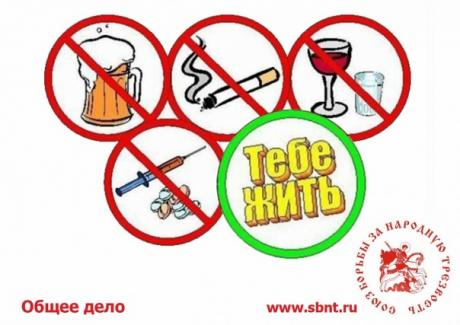 тебе
жить
СОЮЗ БОРЬБЫ ЗА НАРОДНУЮ ТРЕЗВОСТЬ
Общее дело
www.sbnt.ru